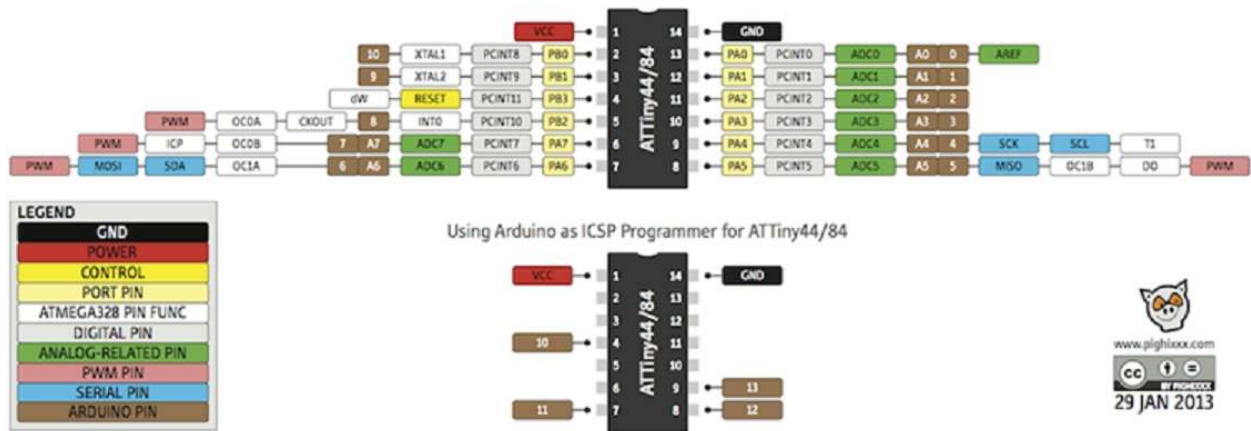 VCC 1 14 GND
10 XTAL1 PCINT8 PB0 2 13 PA0 PCINT0 ADC0 A0 0 AREF
9 XTAL2 PCINT9 PB1 3 12 PA1 PCINT1 ADC1 A1 1
dW RESET PCINT11 PB3 4 11 PA2 PCINT2 ADC2 A2 2
PWM OC0A CKOUT 8 INT0 PCINT10 PB2 5 10 PA3 PCINT3 ADC3 A3 3
PWM ICP OC0B 7 A7 ADC7 PCINT7 PA7 6 9 PA4 PCINT4 ADC4 A4 4 SCK SCL T1
PWM MOSI SDA OC1A 6 A6 ADC6 PCINT6 PA6 7 8 PA5 PCINT5 ADC5 A5 5 MISO OC1B DO PWM
ATTiny44/84
LEGEND
GND
POWER
CONTROL
PORT PIN
ATMEGA328 PIN FUNC
DIGITAL PIN
ANALOG-RELATED PIN
PWM PIN
SERIAL PIN
ARDUINO PIN
Using Arduino as ICSP Programmer for ATTiny44/84
VCC 1 14 GND
2 13
3 12
10 4 11
5 10
6 9 13
11 7 8 12
ATTiny44/84
www.pighixxx.com
cc
BY PIGHIXXX
29 JAN 2013